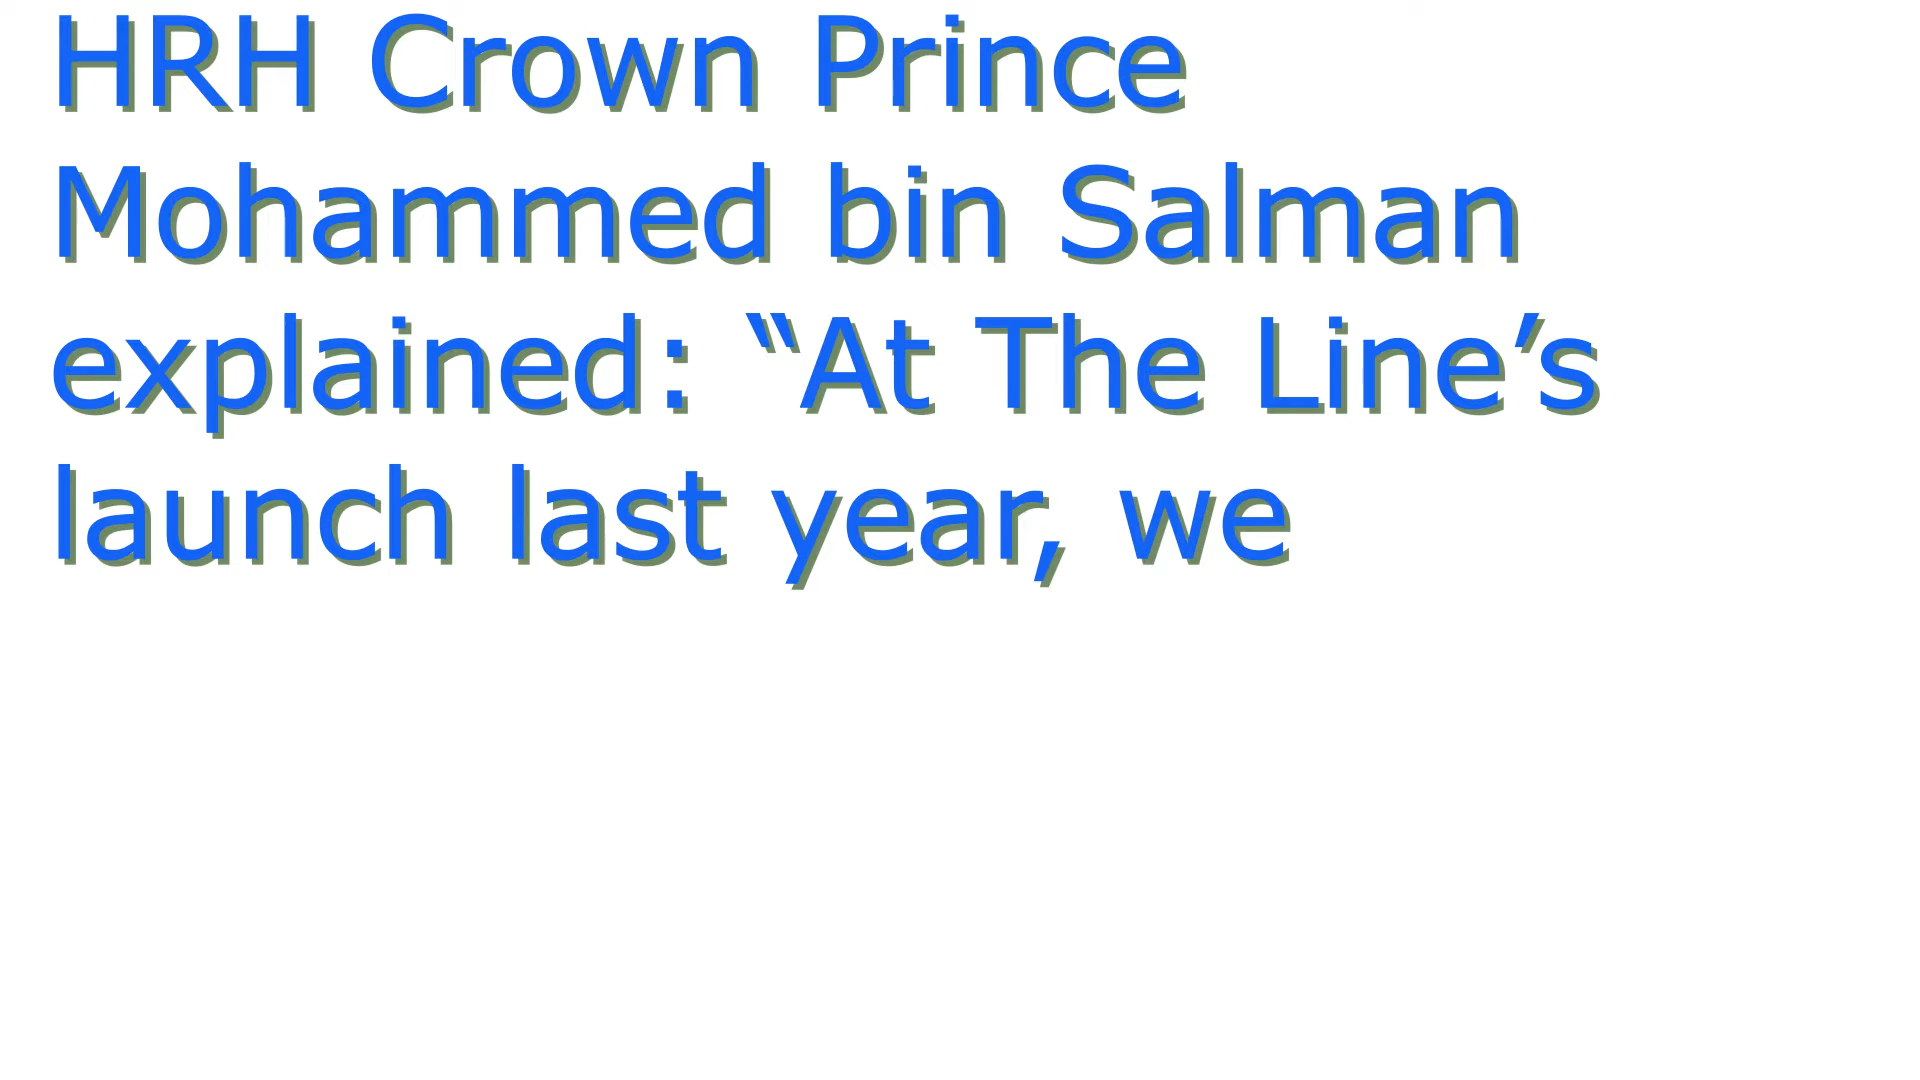 HRH Crown Prince
Mohammed bin Salman
explained: “At The Line’s
launch last year, we